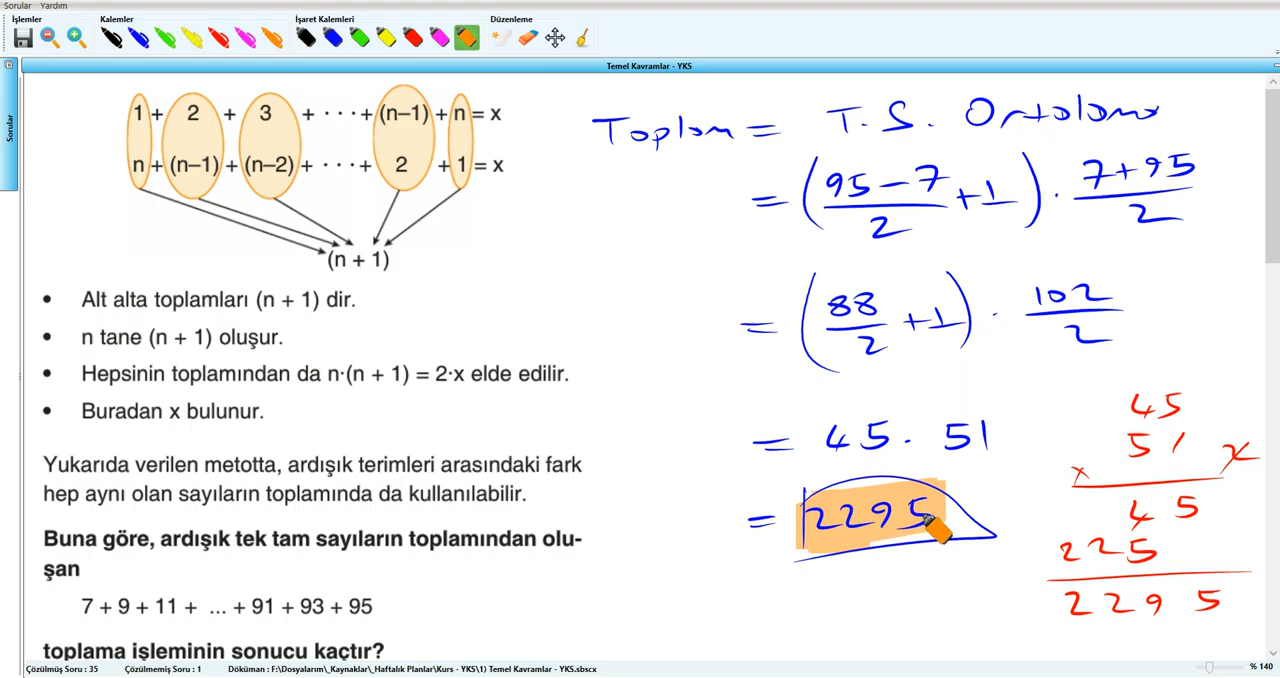 Sorular Yardım
İşlemler Kalemler İşaret Kalemleri Düzenleme
Temel Kavramlar - YKS
Sorular
1 + 2 + 3 + ··· + (n–1) + n = x
n + (n–1) + (n–2) + ··· + 2 + 1 = x
(n + 1)
• Alt alta toplamları (n + 1) dir.
• n tane (n + 1) oluşur.
• Hepsinin toplamından da n·(n + 1) = 2·x elde edilir.
• Buradan x bulunur.
Yukarıda verilen metotta, ardışık terimleri arasındaki fark
hep aynı olan sayıların toplamında da kullanılabilir.
Buna göre, ardışık tek tam sayıların toplamından olu-
şan
7 + 9 + 11 + ... + 91 + 93 + 95
toplama işleminin sonucu kaçtır?
Toplam = T.S. Ortalama
= (95 - 7 / 2 + 1) · 7 + 95 / 2
= (88 / 2 + 1) · 102 / 2
= 45 · 51
= 2295
45
51 x
x
45
225
2295
Çözülmüş Soru : 35 Çözülmemiş Soru : 1 Döküman : F:\Dosyalarım\_Kaynaklar\_Haftalık Planlar\Kurs - YKS\1) Temel Kavramlar - YKS.sbscx % 140